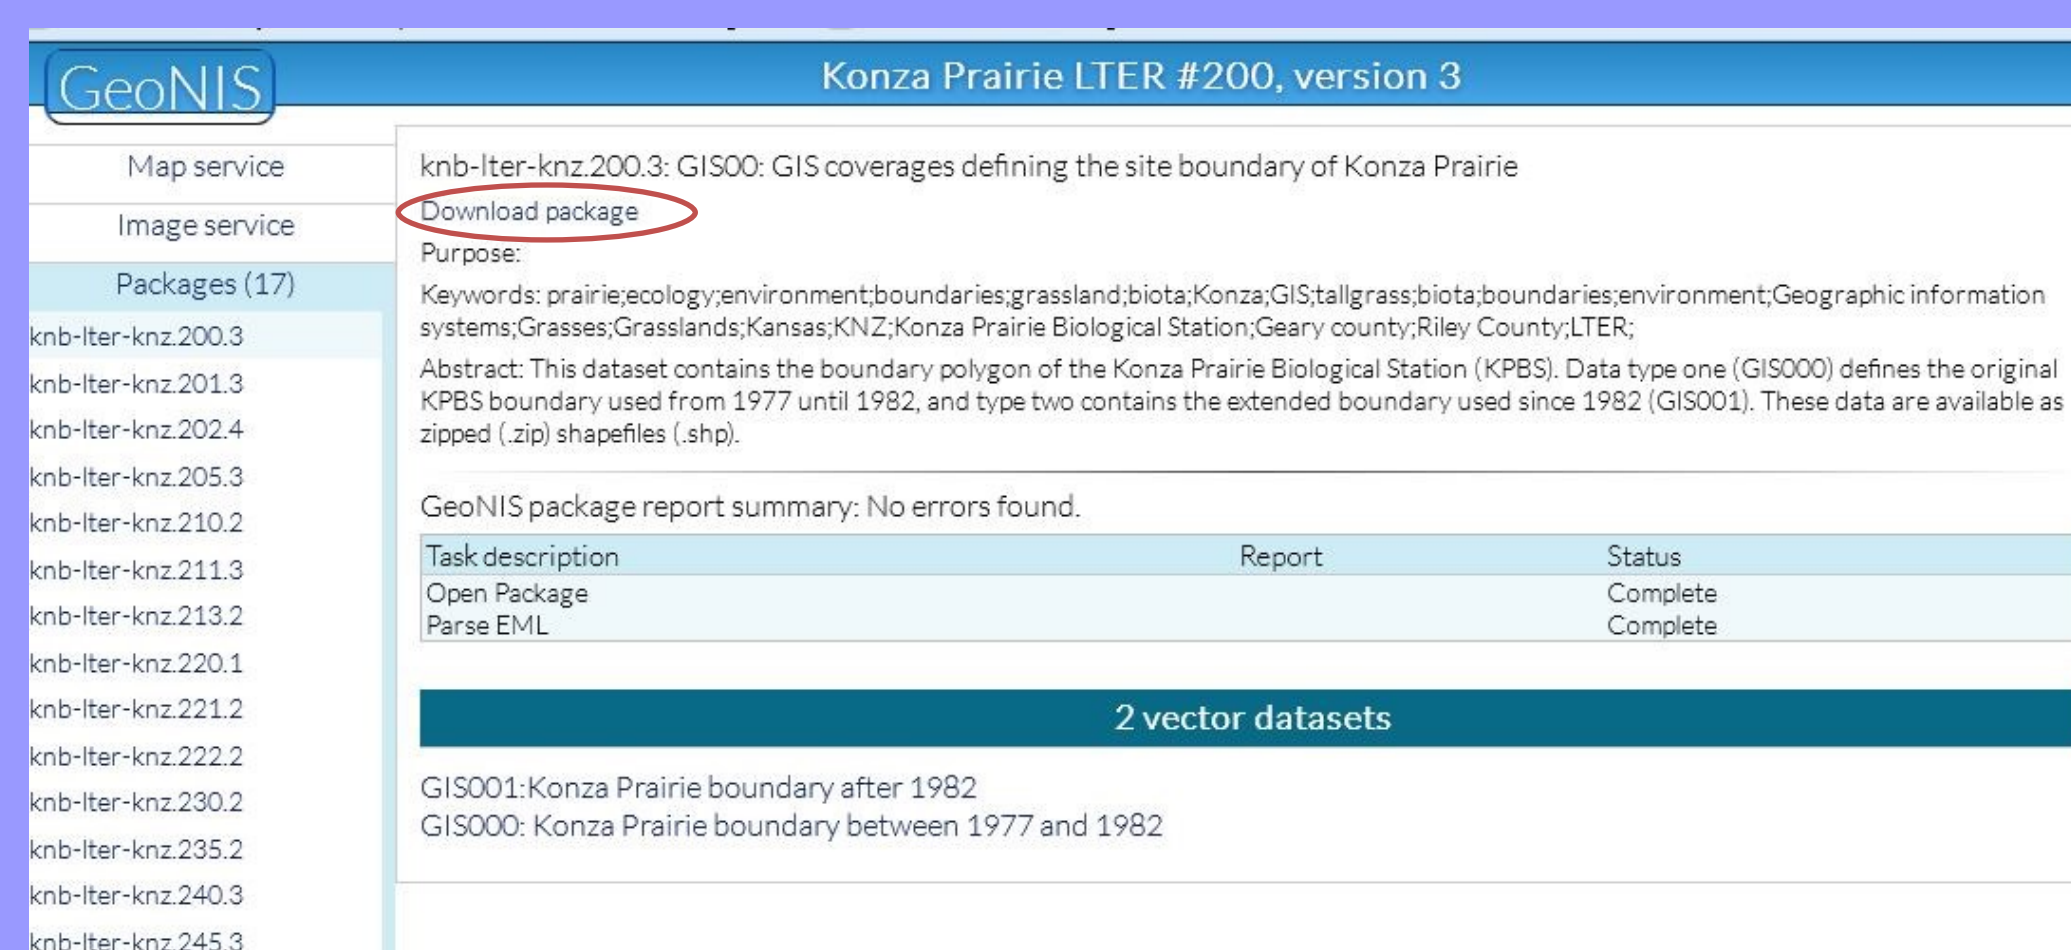 GeoNIS
Konza Prairie LTER #200, version 3
Map service
Image service
Packages (17)
knb-lter-knz.200.3
knb-lter-knz.201.3
knb-lter-knz.202.4
knb-lter-knz.205.3
knb-lter-knz.210.2
knb-lter-knz.211.3
knb-lter-knz.213.2
knb-lter-knz.220.1
knb-lter-knz.221.2
knb-lter-knz.222.2
knb-lter-knz.230.2
knb-lter-knz.235.2
knb-lter-knz.240.3
knb-lter-knz.245.3
knb-lter-knz.200.3: GIS00: GIS coverages defining the site boundary of Konza Prairie
Download package
Purpose:
Keywords: prairie;ecology;environment;boundaries;grassland;biota;Konza;GIS;tallgrass;biota;boundaries;environment;Geographic information
systems;Grasses;Grasslands;Kansas;KNZ;Konza Prairie Biological Station;Geary county;Riley County;LTER;
Abstract: This dataset contains the boundary polygon of the Konza Prairie Biological Station (KPBS). Data type one (GIS000) defines the original
KPBS boundary used from 1977 until 1982, and type two contains the extended boundary used since 1982 (GIS001). These data are available as
zipped (.zip) shapefiles (.shp).
GeoNIS package report summary: No errors found.
Task description Report Status
Open Package Complete
Parse EML Complete
2 vector datasets
GIS001:Konza Prairie boundary after 1982
GIS000: Konza Prairie boundary between 1977 and 1982